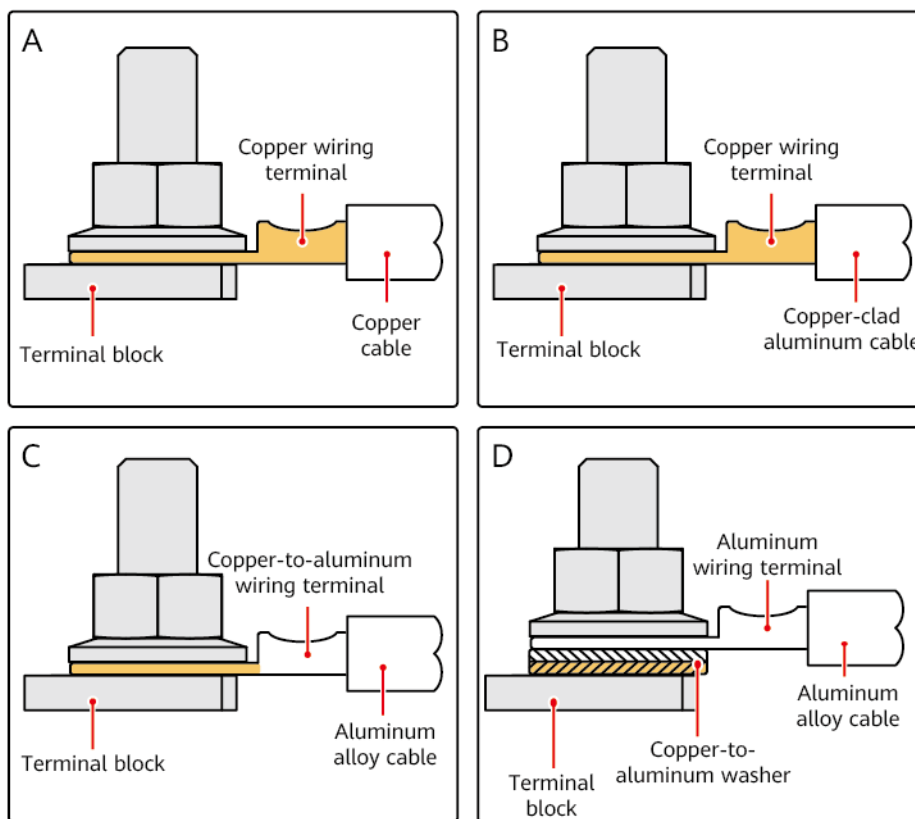 A
Copper wiring
terminal
Terminal block
Copper
cable
B
Copper wiring
terminal
Terminal block
Copper-clad
aluminum cable
C
Copper-to-aluminum
wiring terminal
Terminal block
Aluminum
alloy cable
D
Aluminum
wiring terminal
Terminal
block
Copper-to-
aluminum washer
Aluminum
alloy cable